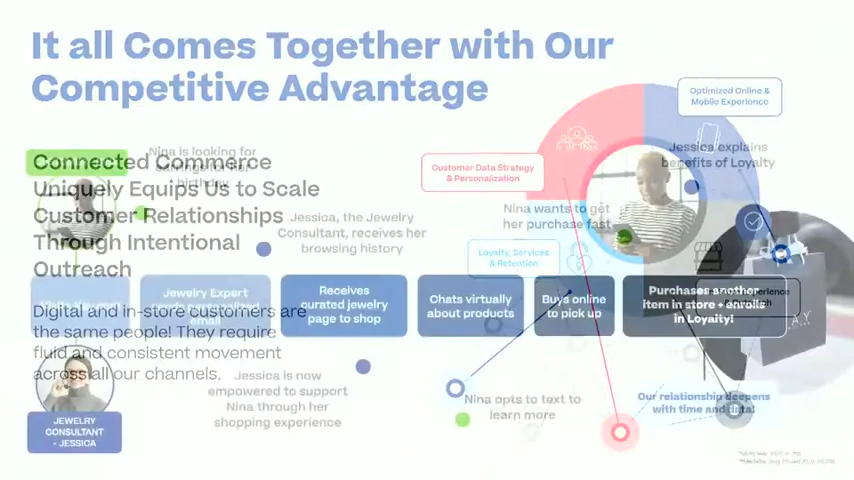 It all Comes Together with Our
Competitive Advantage
Optimized Online &
Mobile Experience
Customer Data Strategy
& Personalization
Loyalty, Services
& Retention
Connected Commerce
Uniquely Equips Us to Scale
Customer Relationships
Through Intentional
Outreach
Digital and in-store customers are
the same people! They require
fluid and consistent movement
across all our channels.
Nina is looking for
earrings for her
birthday
Jessica, the Jewelry
Consultant, receives her
browsing history
Nina wants to get
her purchase fast
Jessica explains
benefits of Loyalty
Jewelry Expert
email
Receives
curated jewelry
page to shop
Chats virtually
about products
Buys online
to pick up
Purchases another
item in store + enrolls
in Loyalty!
JEWELRY
CONSULTANT
- JESSICA
Jessica is now
empowered to support
Nina through her
shopping experience
Nina opts to text to
learn more
Our relationship deepens
with time and data!